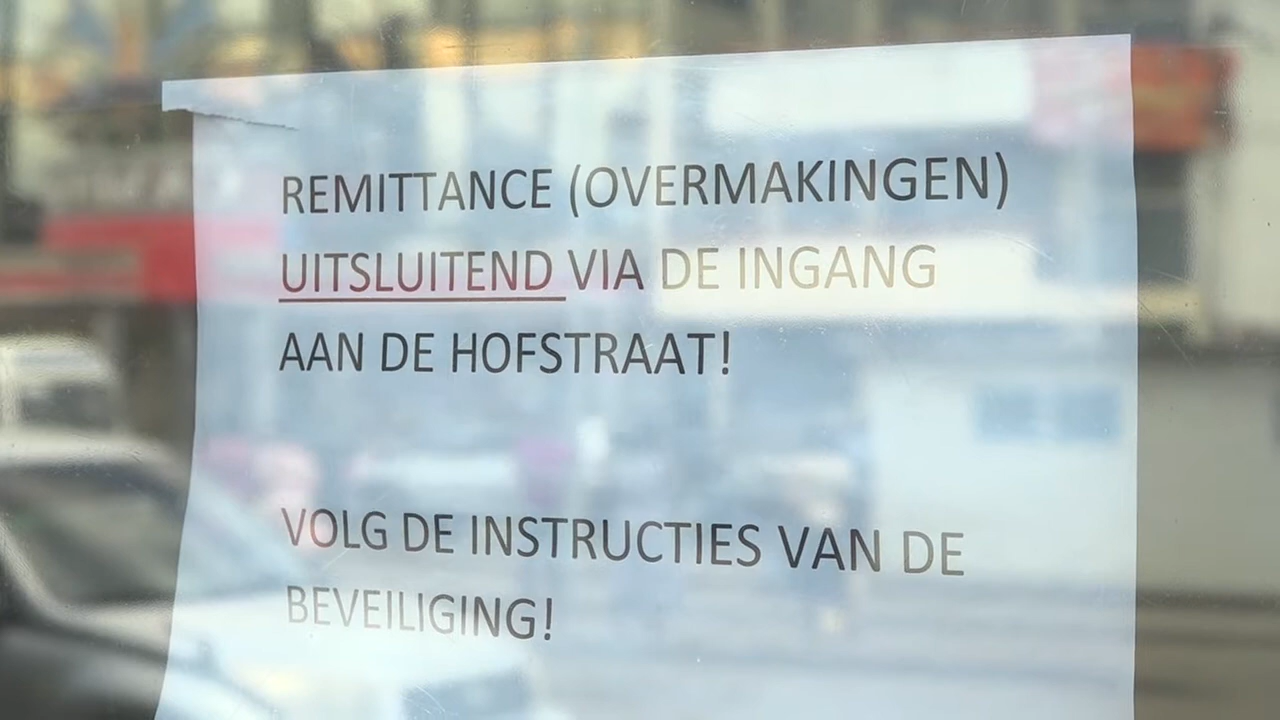 REMITTANCE (OVERMAKINGEN)
UITSLUITEND VIA DE INGANG
AAN DE HOFSTRAAT!
VOLG DE INSTRUCTIES VAN DE
BEVEILIGING!